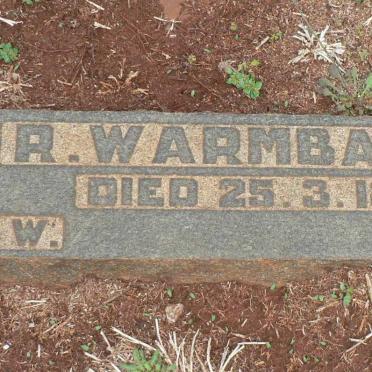 R. WARMBA
DIED 25.3.1
W.